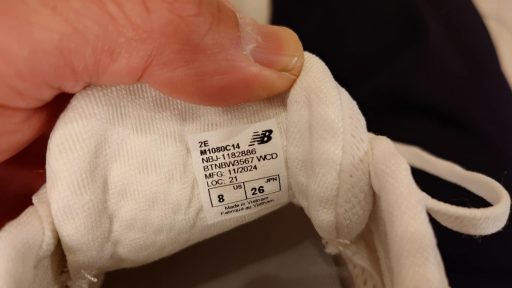 2E
M1080C14
NBJ-1182886
BTNBW3567 WCD
MFG: 11/2024
LOC: 21
US JPN
8 26
Made in Vietnam
Fabriqué au Vietnam